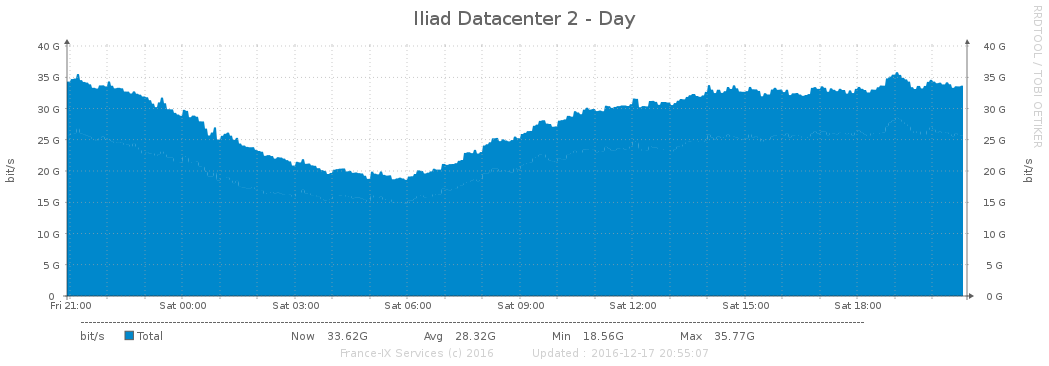 Iliad Datacenter 2 - Day
RRDTOOL / TOBI OETIKER
bit/s
bit/s
40 G 40 G
35 G 35 G
30 G 30 G
25 G 25 G
20 G 20 G
15 G 15 G
10 G 10 G
5 G 5 G
0 0 G
Fri 21:00 Sat 00:00 Sat 03:00 Sat 06:00 Sat 09:00 Sat 12:00 Sat 15:00 Sat 18:00
bit/s Total Now 33.62G Avg 28.32G Min 18.56G Max 35.77G
France-IX Services (c) 2016 Updated : 2016-12-17 20:55:07